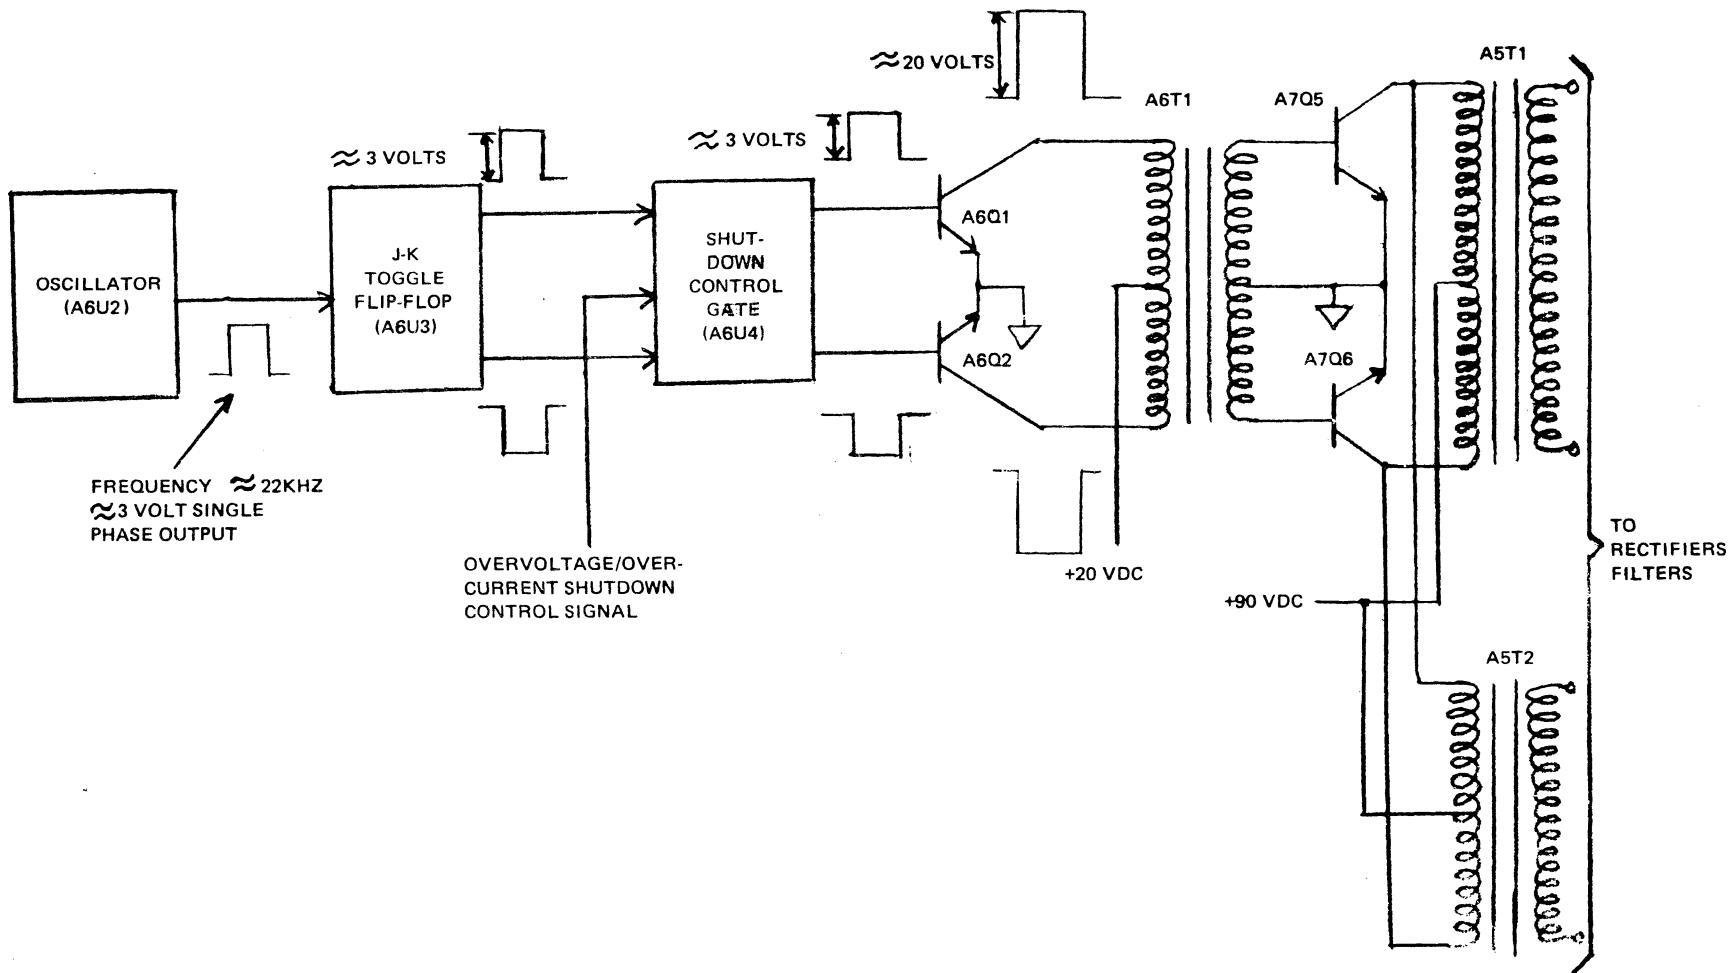 ≈20 VOLTS
A5T1
A6T1
A7Q5
≈ 3 VOLTS
≈ 3 VOLTS
OSCILLATOR
(A6U2)
J-K
TOGGLE
FLIP-FLOP
(A6U3)
SHUT-
DOWN
CONTROL
GATE
(A6U4)
A6Q1
A6Q2
A7Q6
FREQUENCY ≈ 22KHZ
≈3 VOLT SINGLE
PHASE OUTPUT
OVERVOLTAGE/OVER-
CURRENT SHUTDOWN
CONTROL SIGNAL
+20 VDC
+90 VDC
TO
RECTIFIERS
FILTERS
A5T2